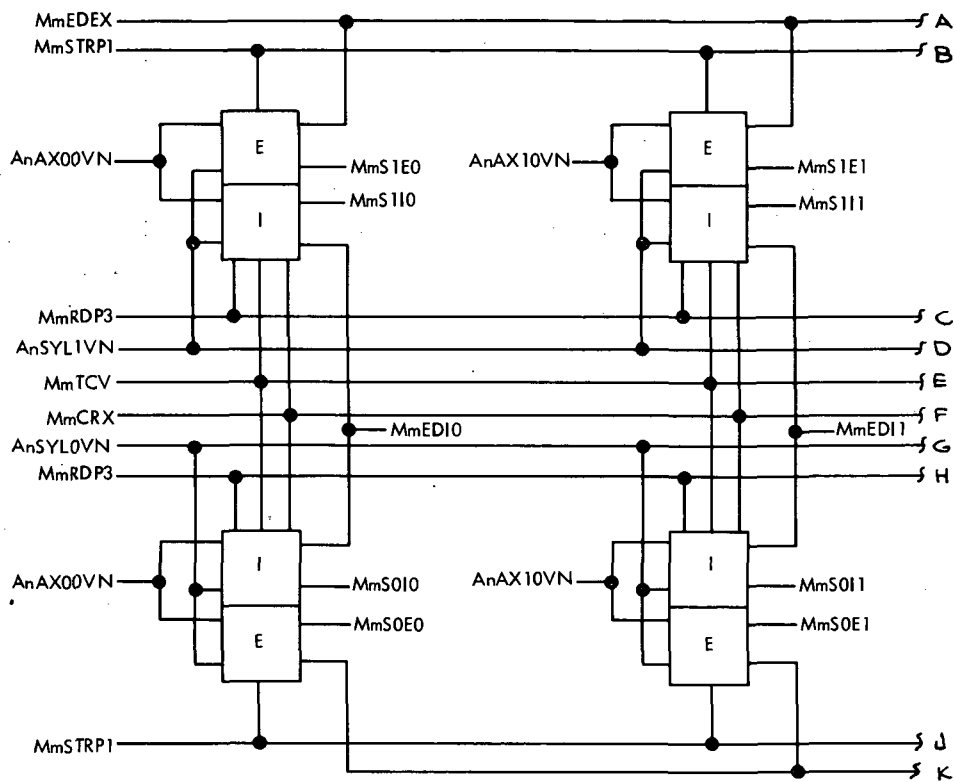 MmEDEX A
MmSTRP1 B
E E
AnAX00VN AnAX10VN
MmS1E0 MmS1E1
MmS1I0 MmS1I1
I I
MmRDP3 C
AnSYL1VN D
MmTCV E
MmCRX F
MmEDI0 MmEDI1
AnSYL0VN G
MmRDP3 H
I I
AnAX00VN MmS0I0 AnAX10VN MmS0I1
MmS0E0 MmS0E1
E E
MmSTRP1 J
K